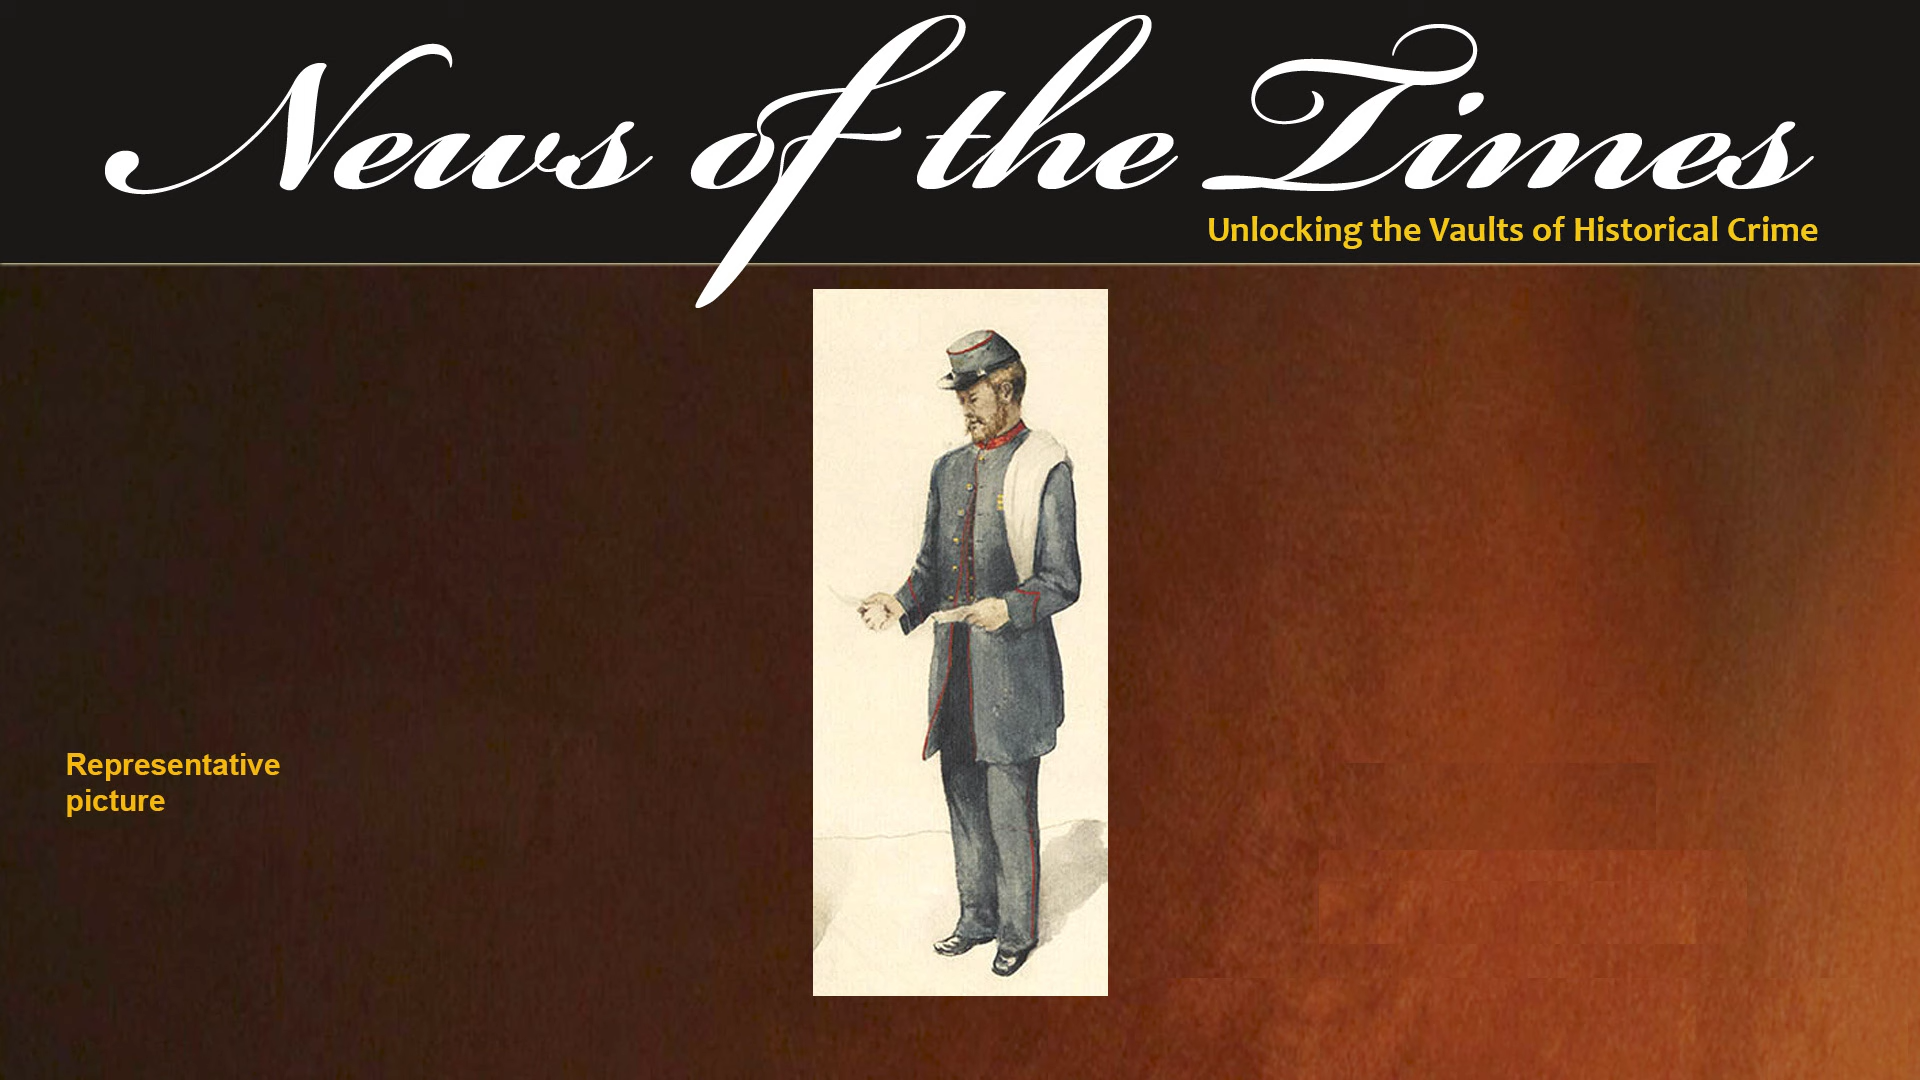 News of the Times
Unlocking the Vaults of Historical Crime
Representative
picture